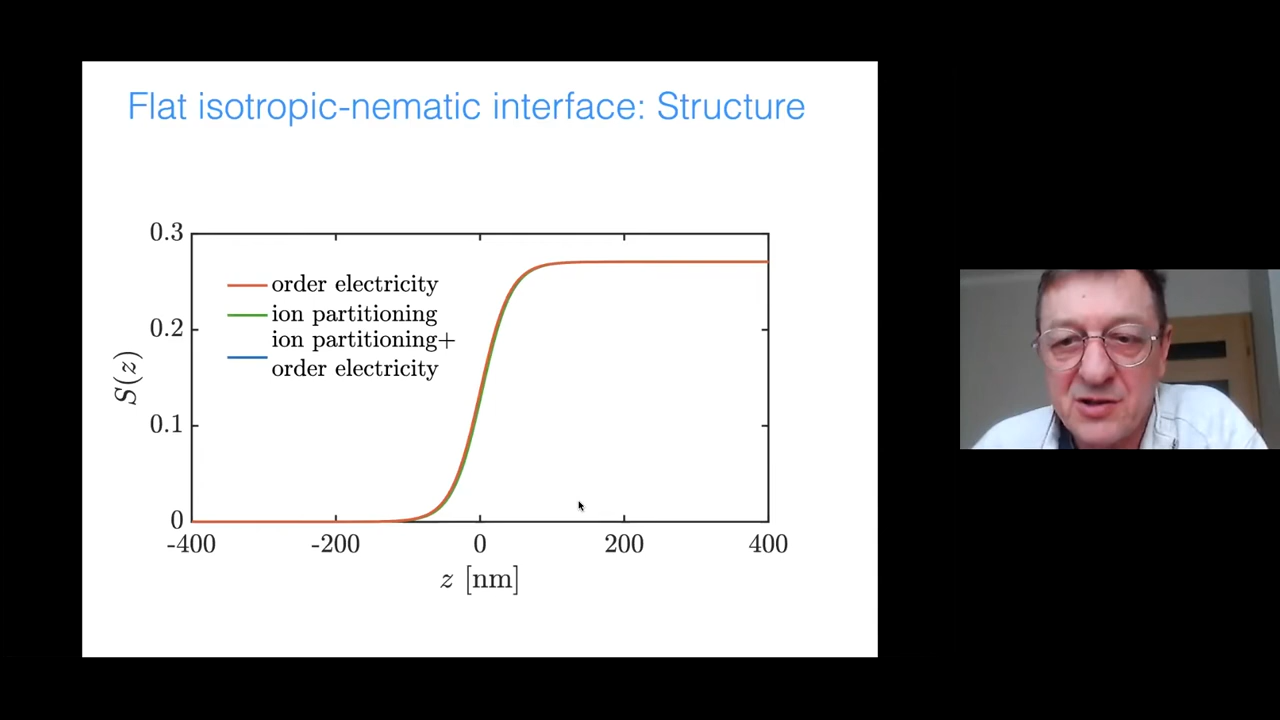 Flat isotropic-nematic interface: Structure
0.3
0.2
0.1
0
S(z)
order electricity
ion partitioning
ion partitioning+
order electricity
-400 -200 0 200 400
z [nm]